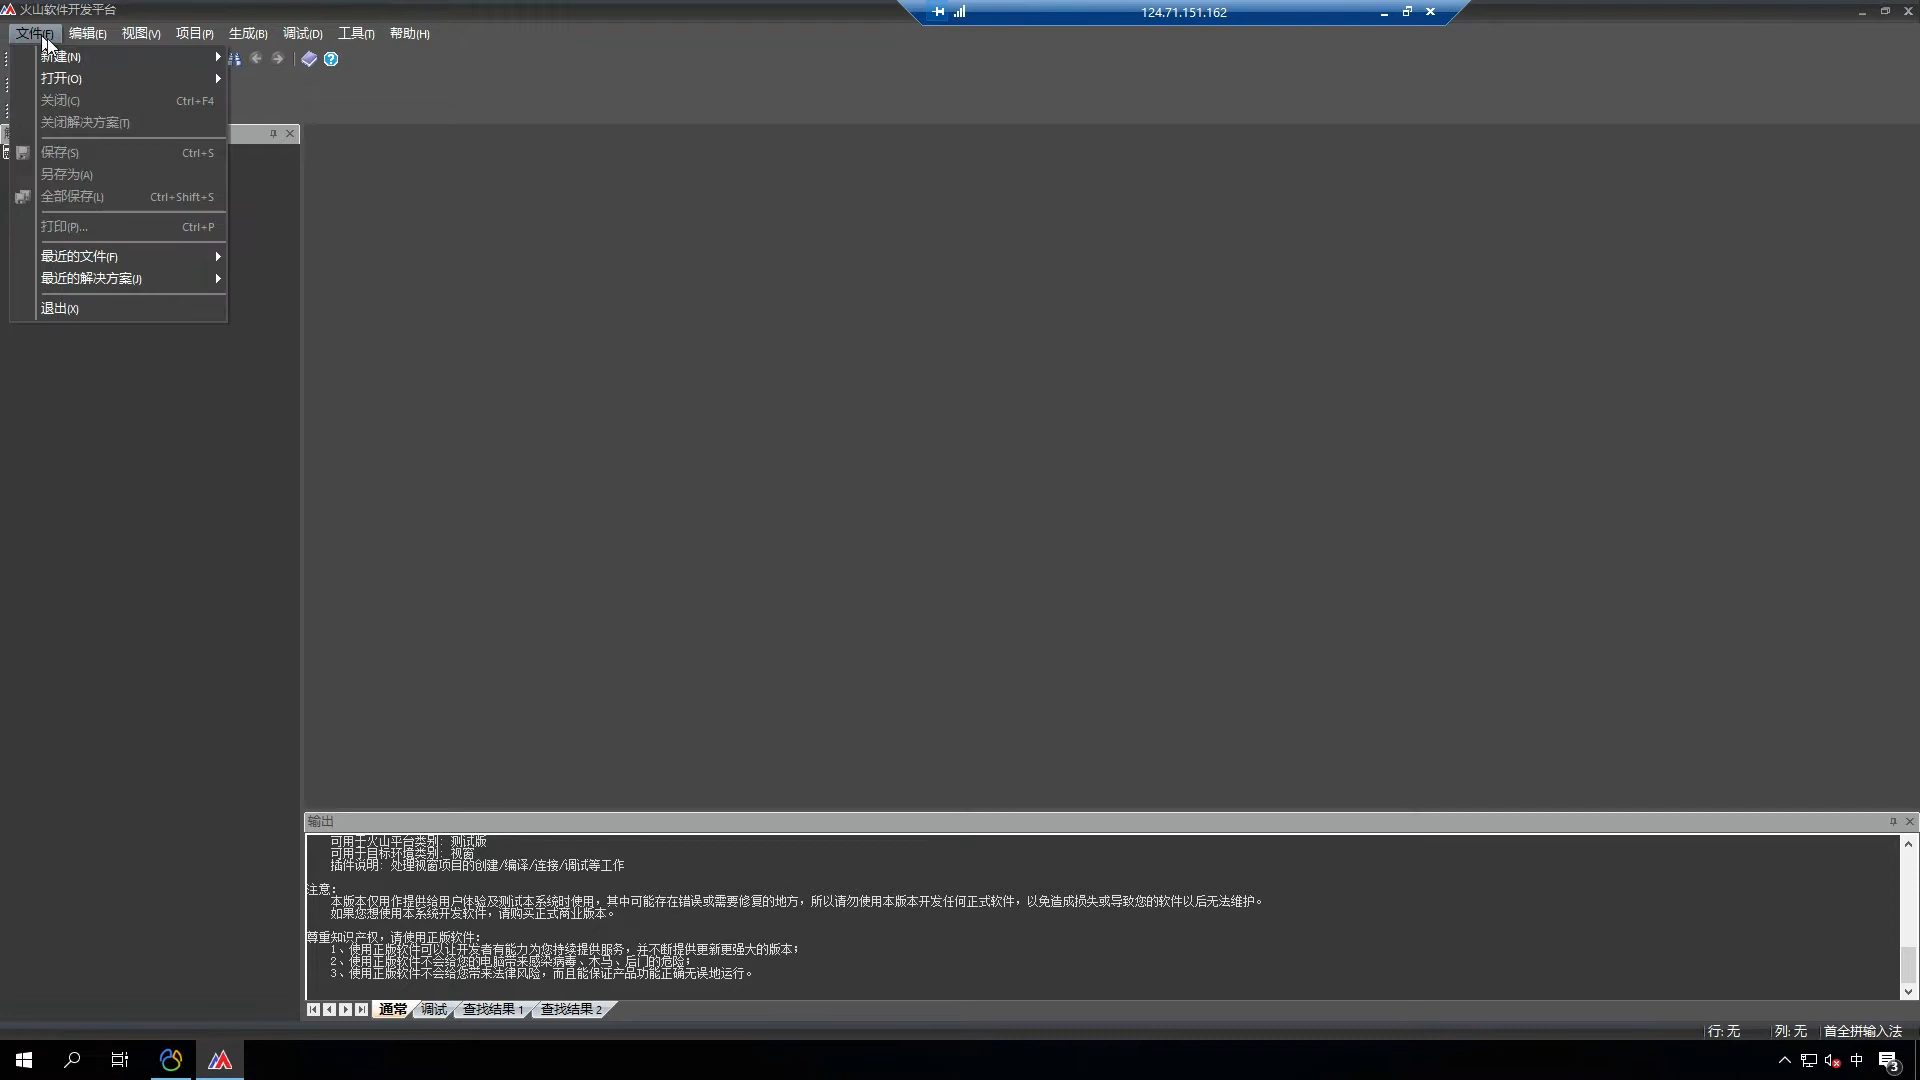 火山软件开发平台
124.71.151.162
文件(F) 编辑(E) 视图(V) 项目(P) 生成(B) 调试(D) 工具(T) 帮助(H)
新建(N)
打开(O)
关闭(C) Ctrl+F4
关闭解决方案(T)
保存(S) Ctrl+S
另存为(A)
全部保存(L) Ctrl+Shift+S
打印(P)... Ctrl+P
最近的文件(F)
最近的解决方案(J)
退出(X)
输出
可用于火山平台类别: 测试版
可用于目标环境类别: 视窗
插件说明: 处理视窗项目的创建/编译/连接/调试等工作
注意:
本版本仅用作提供给用户体验及测试本系统时使用，其中可能存在错误或需要修复的地方，所以请勿使用本版本开发任何正式软件，以免造成损失或导致您的软件以后无法维护。
如果您想使用本系统开发软件，请购买正式商业版本。
尊重知识产权，请使用正版软件:
1、使用正版软件可以让开发者有能力为您持续提供服务，并不断提供更新更强大的版本;
2、使用正版软件不会给您的电脑带来感染病毒、木马、后门的危险;
3、使用正版软件不会给您带来法律风险，而且能保证产品功能正确无误地运行。
通常 调试 查找结果 1 查找结果 2
行: 无 列: 无 首全拼输入法
中 3